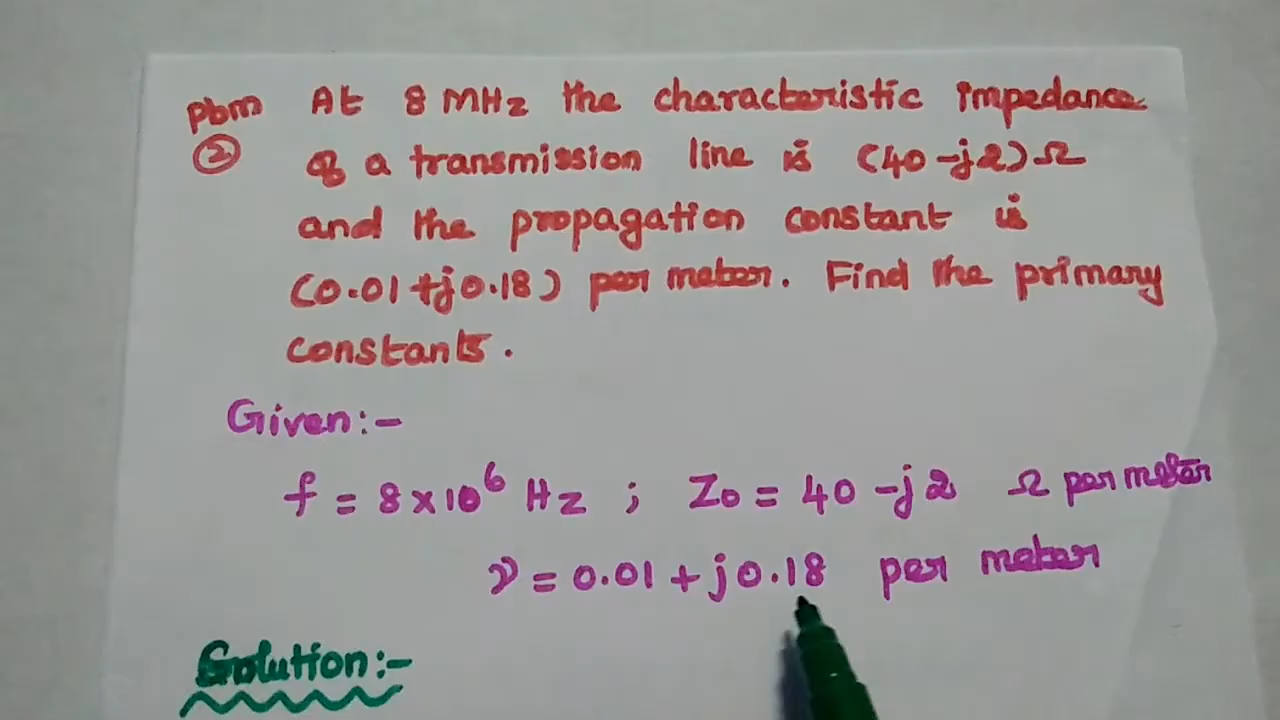 Pbm At 8 MHz the characteristic impedance
② of a transmission line is (40-j2)Ω
and the propagation constant is
(0.01+j0.18) per meter. Find the primary
constants.
Given:-
f = 8×10⁶ Hz ; Z0 = 40-j2 Ω per meter
γ = 0.01 + j0.18 per meter
Solution:-